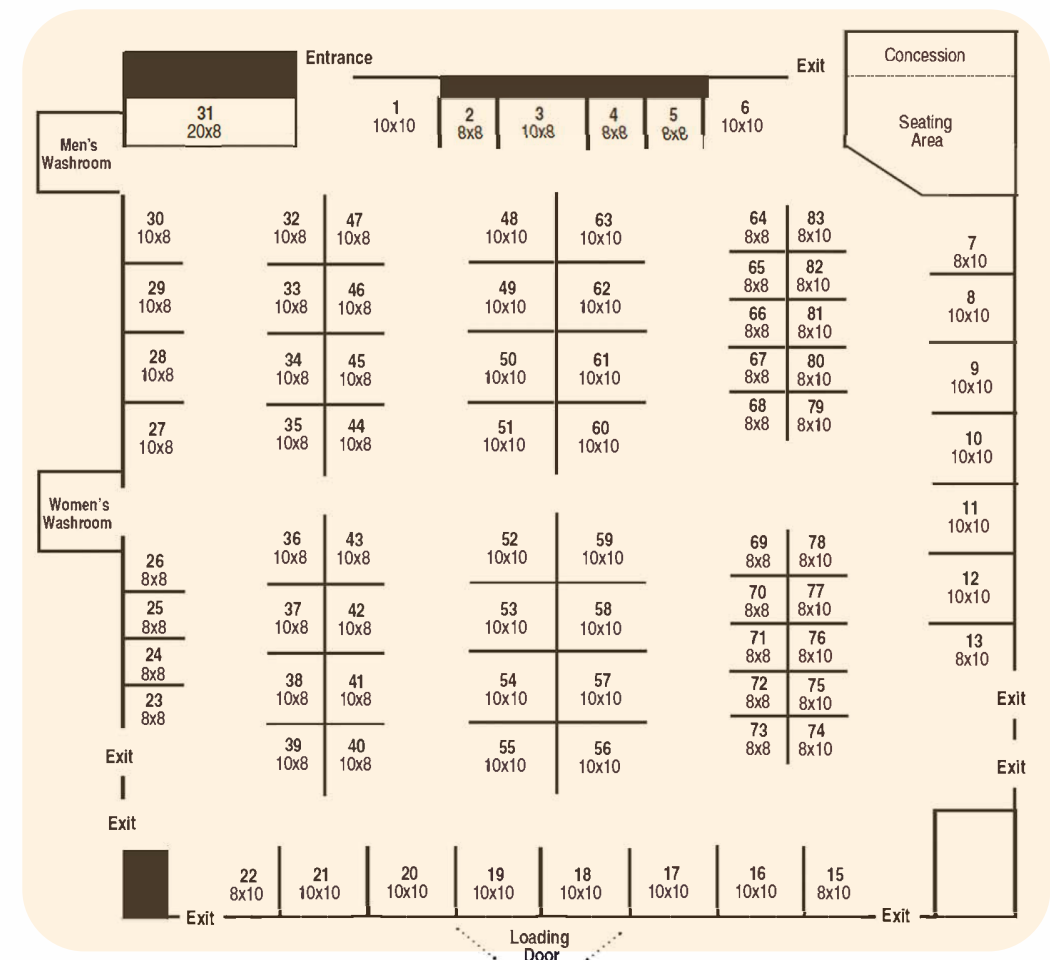 Entrance
Exit
Concession
Seating
Area
31
20x8
1
10x10
2
8x8
3
10x8
4
8x8
5
8x8
6
10x10
Men's
Washroom
30
10x8
29
10x8
28
10x8
27
10x8
Women's
Washroom
26
8x8
25
8x8
24
8x8
23
8x8
Exit
Exit
32
10x8
47
10x8
33
10x8
46
10x8
34
10x8
45
10x8
35
10x8
44
10x8
36
10x8
43
10x8
37
10x8
42
10x8
38
10x8
41
10x8
39
10x8
40
10x8
48
10x10
63
10x10
49
10x10
62
10x10
50
10x10
61
10x10
51
10x10
60
10x10
52
10x10
59
10x10
53
10x10
58
10x10
54
10x10
57
10x10
55
10x10
56
10x10
64
8x8
83
8x10
65
8x8
82
8x10
66
8x8
81
8x10
67
8x8
80
8x10
68
8x8
79
8x10
69
8x8
78
8x10
70
8x8
77
8x10
71
8x8
76
8x10
72
8x8
75
8x10
73
8x8
74
8x10
7
8x10
8
10x10
9
10x10
10
10x10
11
10x10
12
10x10
13
8x10
Exit
Exit
22
8x10
21
10x10
20
10x10
19
10x10
18
10x10
17
10x10
16
10x10
15
8x10
Exit
Exit
Loading
Door